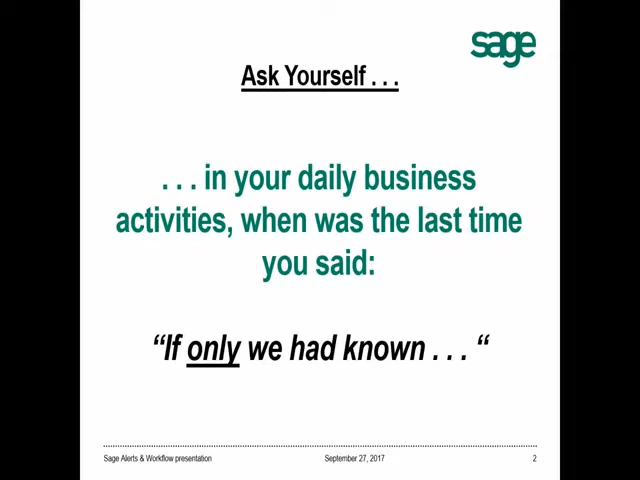 sage
Ask Yourself . . .
. . . in your daily business
activities, when was the last time
you said:
“If only we had known . . . “
Sage Alerts & Workflow presentation
September 27, 2017
2